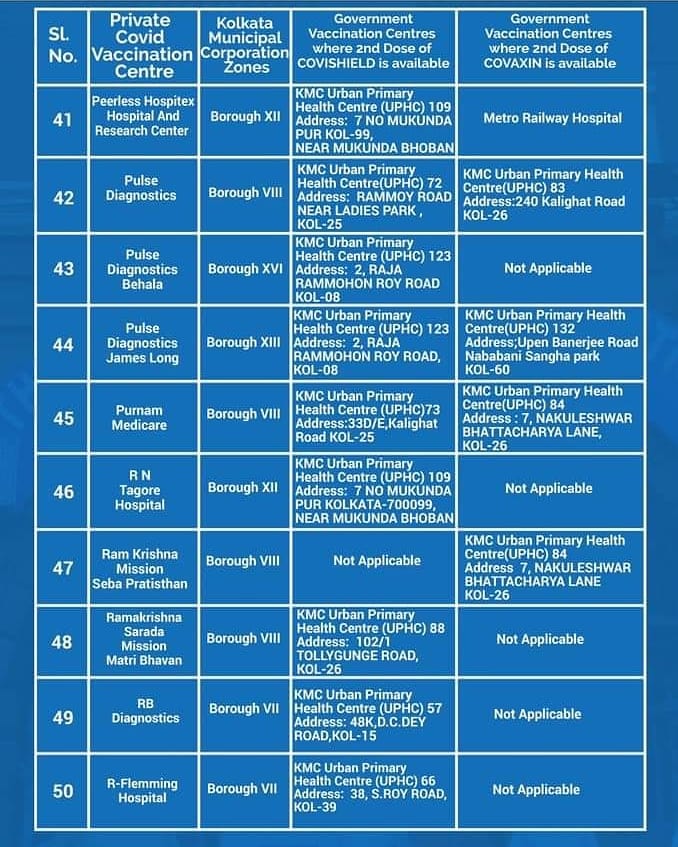 Sl.
No.
Private
Covid
Vaccination
Centre
Kolkata
Municipal
Corporation
Zones
Government
Vaccination Centres
where 2nd Dose of
COVISHIELD is available
Government
Vaccination Centres
where 2nd Dose of
COVAXIN is available
41
Peerless Hospitex
Hospital And
Research Center
Borough XII
KMC Urban Primary
Health Centre (UPHC) 109
Address: 7 NO MUKUNDA
PUR KOL-99,
NEAR MUKUNDA BHOBAN
Metro Railway Hospital
42
Pulse
Diagnostics
Borough VIII
KMC Urban Primary
Health Centre(UPHC) 72
Address: RAMMOY ROAD
NEAR LADIES PARK ,
KOL-25
KMC Urban Primary Health
Centre(UPHC) 83
Address:240 Kalighat Road
KOL-26
43
Pulse
Diagnostics
Behala
Borough XVI
KMC Urban Primary
Health Centre (UPHC) 123
Address: 2, RAJA
RAMMOHON ROY ROAD
KOL-08
Not Applicable
44
Pulse
Diagnostics
James Long
Borough XIII
KMC Urban Primary
Health Centre (UPHC) 123
Address: 2, RAJA
RAMMOHON ROY ROAD,
KOL-08
KMC Urban Primary Health
Centre(UPHC) 132
Address;Upen Banerjee Road
Nababani Sangha park
KOL-60
45
Purnam
Medicare
Borough VIII
KMC Urban Primary
Health Centre (UPHC)73
Address:33D/E,Kalighat
Road KOL-25
KMC Urban Primary Health
Centre(UPHC) 84
Address : 7, NAKULESHWAR
BHATTACHARYA LANE,
KOL-26
46
R N
Tagore
Hospital
Borough XII
KMC Urban Primary
Health Centre (UPHC) 109
Address: 7 NO MUKUNDA
PUR KOLKATA-700099,
NEAR MUKUNDA BHOBAN
Not Applicable
47
Ram Krishna
Mission
Seba Pratisthan
Borough VIII
Not Applicable
KMC Urban Primary Health
Centre(UPHC) 84
Address 7, NAKULESHWAR
BHATTACHARYA LANE
KOL-26
48
Ramakrishna
Sarada
Mission
Matri Bhavan
Borough VIII
KMC Urban Primary
Health Centre (UPHC) 88
Address: 102/1
TOLLYGUNGE ROAD,
KOL-26
Not Applicable
49
RB
Diagnostics
Borough VII
KMC Urban Primary
Health Centre (UPHC) 57
Address: 48K,D.C.DEY
ROAD,KOL-15
Not Applicable
50
R-Flemming
Hospital
Borough VII
KMC Urban Primary
Health Centre (UPHC) 66
Address: 38, S.ROY ROAD,
KOL-39
Not Applicable